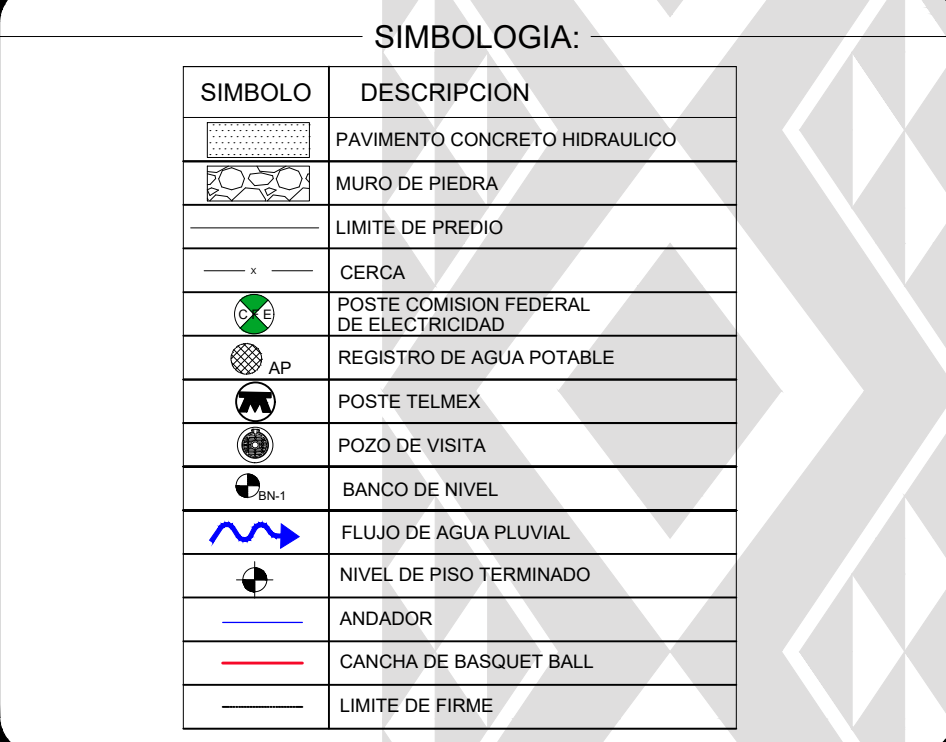 SIMBOLOGIA:
SIMBOLO DESCRIPCION
PAVIMENTO CONCRETO HIDRAULICO
MURO DE PIEDRA
LIMITE DE PREDIO
x CERCA
CFE POSTE COMISION FEDERAL
DE ELECTRICIDAD
AP REGISTRO DE AGUA POTABLE
POSTE TELMEX
POZO DE VISITA
BN-1 BANCO DE NIVEL
FLUJO DE AGUA PLUVIAL
NIVEL DE PISO TERMINADO
ANDADOR
CANCHA DE BASQUET BALL
LIMITE DE FIRME